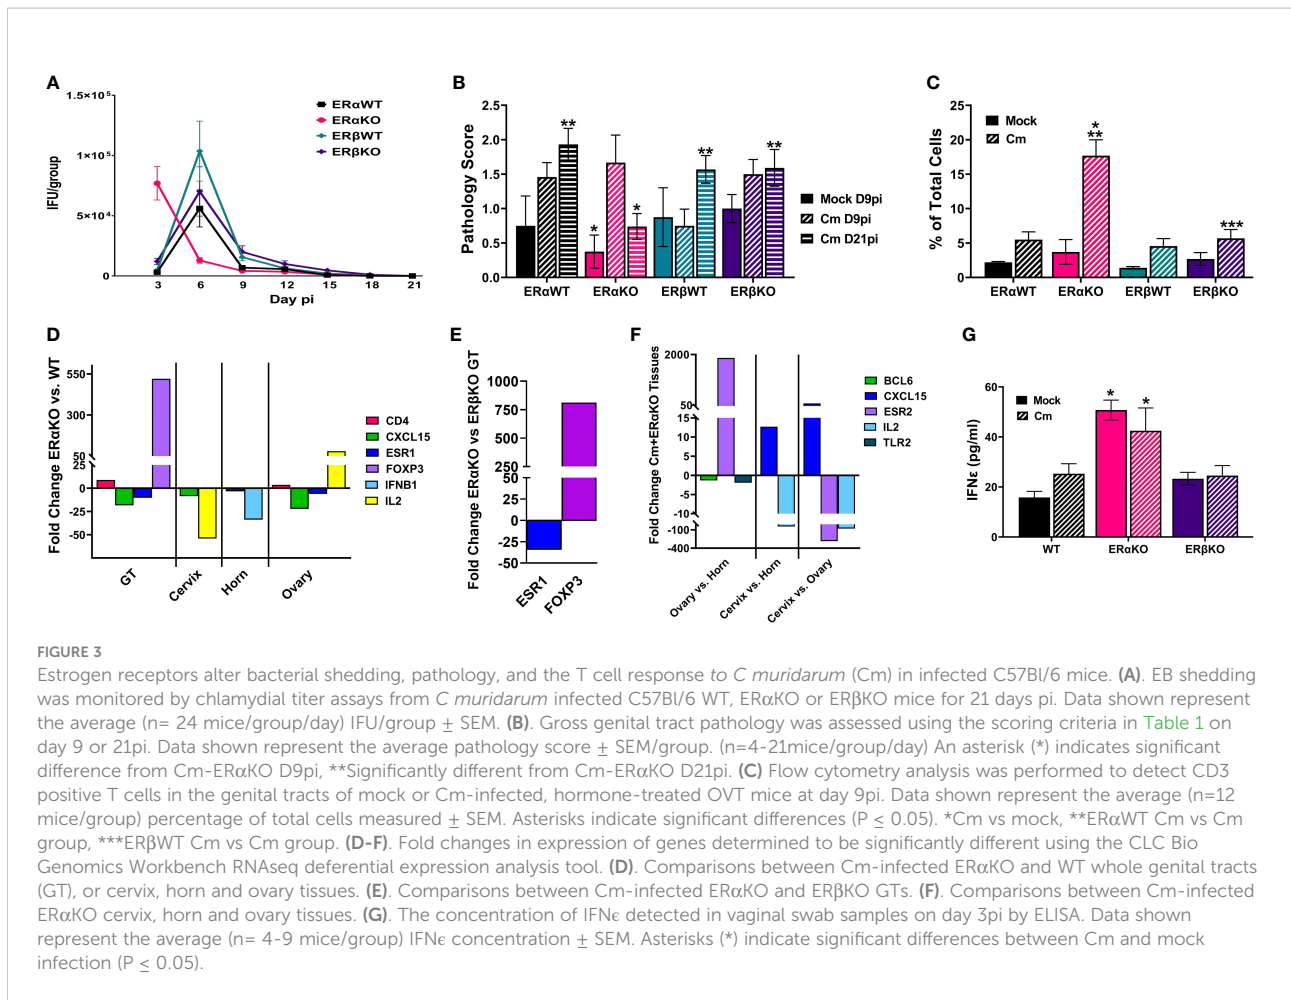 A
1.5×10⁵
1×10⁵
5×10⁴
0
IFU/group
3 6 9 12 15 18 21
Day pi
ERαWT
ERαKO
ERβWT
ERβKO
B
2.5
2.0
1.5
1.0
0.5
0.0
Pathology Score
** * * ** **
ERαWT ERαKO ERβWT ERβKO
Mock D9pi
Cm D9pi
Cm D21pi
C
25
20
15
10
5
0
% of Total Cells
Mock
Cm
*
**
***
ERαWT ERαKO ERβWT ERβKO
D
550
300
50
25
0
-25
-50
Fold Change ERαKO vs. WT
GT Cervix Horn Ovary
CD4
CXCL15
ESR1
FOXP3
IFNB1
IL2
E
1000
750
500
250
50
25
0
-25
-50
Fold Change ERαKO vs ERβKO GT
ESR1 FOXP3
F
2000
50
15
10
5
0
-5
-10
-100
-400
Fold Change Cm+ERαKO Tissues
Ovary vs. Horn Cervix vs. Horn Cervix vs. Ovary
BCL6
CXCL15
ESR2
IL2
TLR2
G
60
40
20
0
IFNε (pg/ml)
Mock
Cm
* *
WT ERαKO ERβKO
FIGURE 3
Estrogen receptors alter bacterial shedding, pathology, and the T cell response to C muridarum (Cm) in infected C57Bl/6 mice. (A). EB shedding
was monitored by chlamydial titer assays from C muridarum infected C57Bl/6 WT, ERαKO or ERβKO mice for 21 days pi. Data shown represent
the average (n= 24 mice/group/day) IFU/group ± SEM. (B). Gross genital tract pathology was assessed using the scoring criteria in Table 1 on
day 9 or 21pi. Data shown represent the average pathology score ± SEM/group. (n=4-21mice/group/day) An asterisk (*) indicates significant
difference from Cm-ERαKO D9pi, **Significantly different from Cm-ERαKO D21pi. (C) Flow cytometry analysis was performed to detect CD3
positive T cells in the genital tracts of mock or Cm-infected, hormone-treated OVT mice at day 9pi. Data shown represent the average (n=12
mice/group) percentage of total cells measured ± SEM. Asterisks indicate significant differences (P ≤ 0.05). *Cm vs mock, **ERαWT Cm vs Cm
group, ***ERβWT Cm vs Cm group. (D-F). Fold changes in expression of genes determined to be significantly different using the CLC Bio
Genomics Workbench RNAseq deferential expression analysis tool. (D). Comparisons between Cm-infected ERαKO and WT whole genital tracts
(GT), or cervix, horn and ovary tissues. (E). Comparisons between Cm-infected ERαKO and ERβKO GTs. (F). Comparisons between Cm-infected
ERαKO cervix, horn and ovary tissues. (G). The concentration of IFNϵ detected in vaginal swab samples on day 3pi by ELISA. Data shown
represent the average (n= 4-9 mice/group) IFNϵ concentration ± SEM. Asterisks (*) indicate significant differences between Cm and mock
infection (P ≤ 0.05).